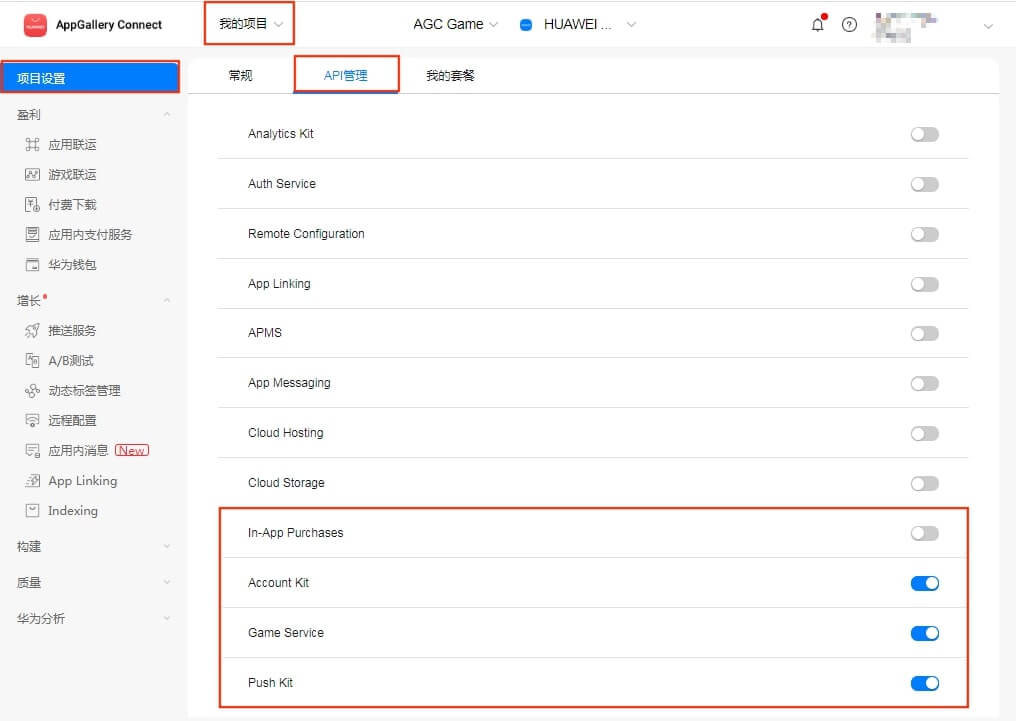 AppGallery Connect
我的项目
AGC Game
HUAWEI ...
项目设置
常规
API管理
我的套餐
盈利
应用联运
游戏联运
付费下载
应用内支付服务
华为钱包
增长
推送服务
A/B测试
动态标签管理
远程配置
应用内消息 New
App Linking
Indexing
构建
质量
华为分析
Analytics Kit
Auth Service
Remote Configuration
App Linking
APMS
App Messaging
Cloud Hosting
Cloud Storage
In-App Purchases
Account Kit
Game Service
Push Kit